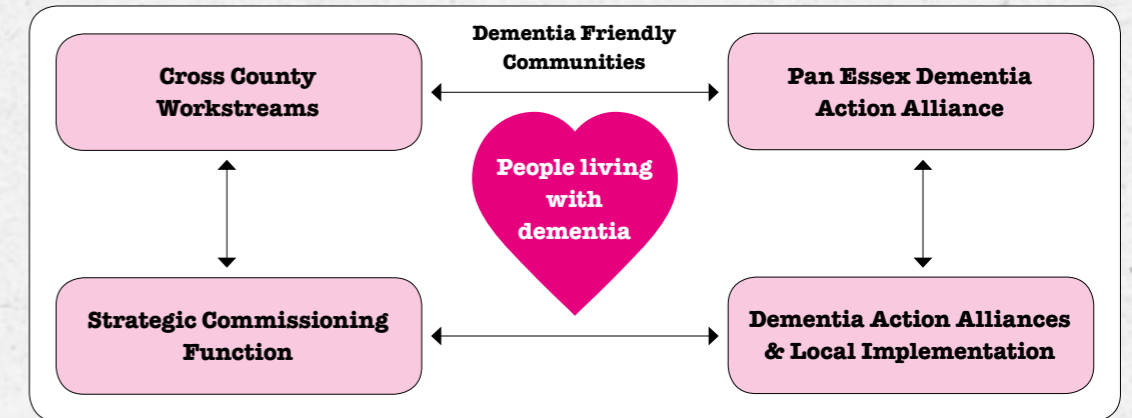 Dementia Friendly
Communities
Cross County
Workstreams
Pan Essex Dementia
Action Alliance
People living
with
dementia
Strategic Commissioning
Function
Dementia Action Alliances
& Local Implementation